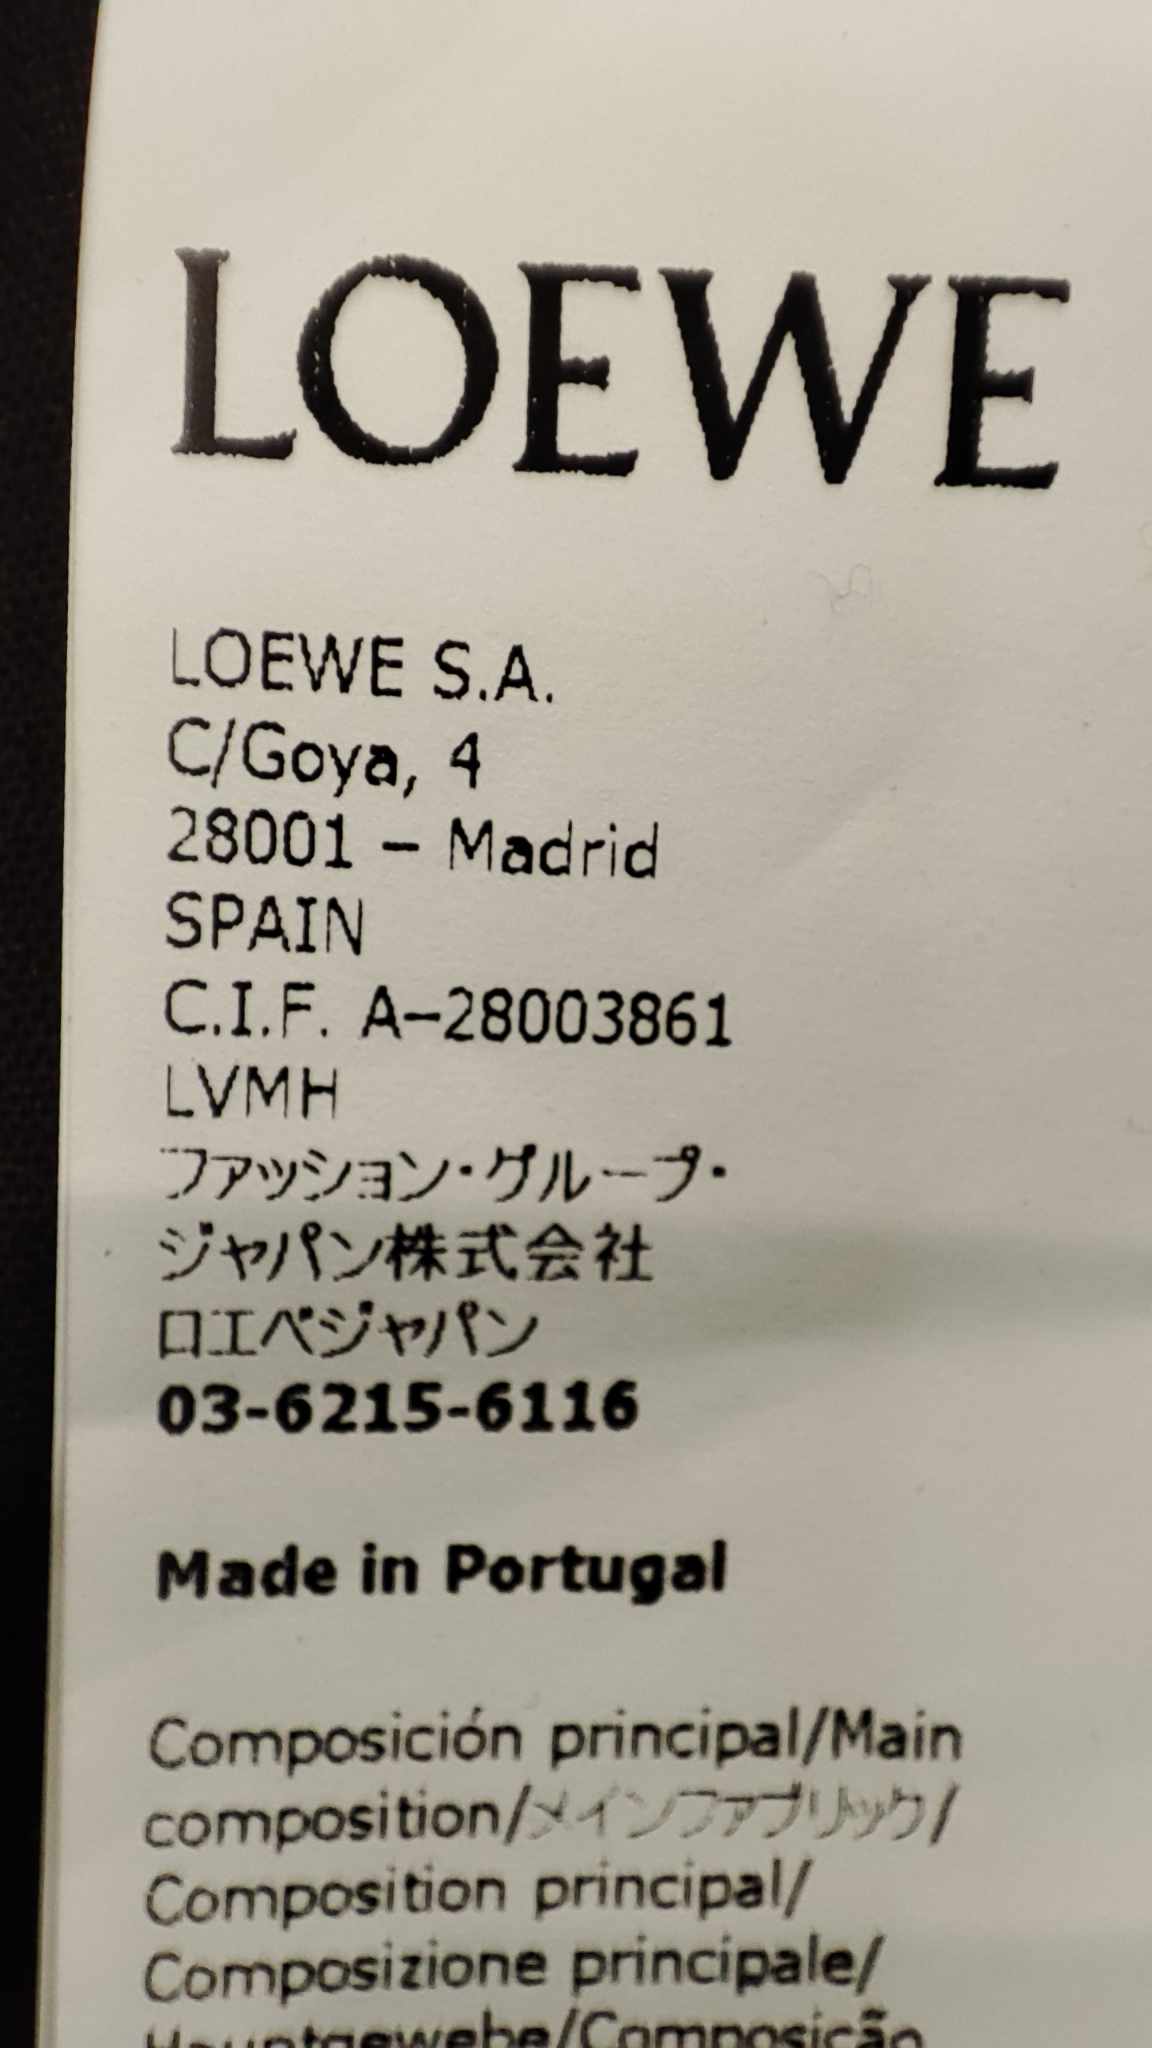 LOEWE
LOEWE S.A.
C/Goya, 4
28001 – Madrid
SPAIN
C.I.F. A–28003861
LVMH
ファッション・グループ・
ジャパン株式会社
ロエベジャパン
03-6215-6116
Made in Portugal
Composición principal/Main
composition/メインファブリック/
Composition principal/
Composizione principale/
Hauptgewebe/Composição